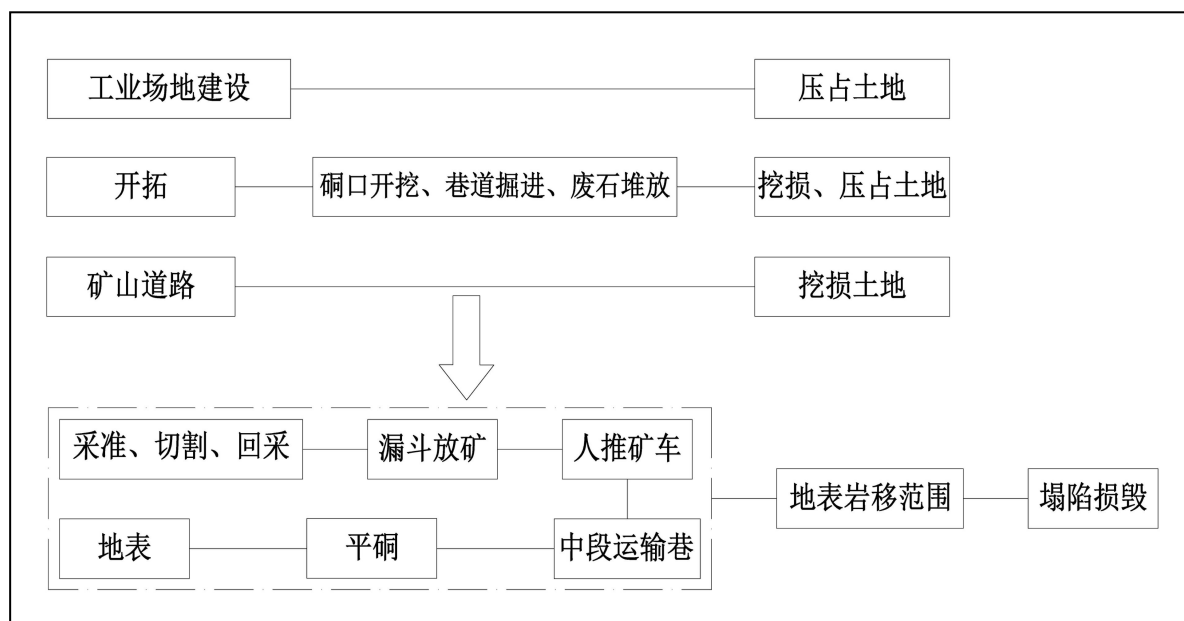 工业场地建设
压占土地
开拓
硐口开挖、巷道掘进、废石堆放
挖损、压占土地
矿山道路
挖损土地
采准、切割、回采
漏斗放矿
人推矿车
地表岩移范围
塌陷损毁
地表
平硐
中段运输巷